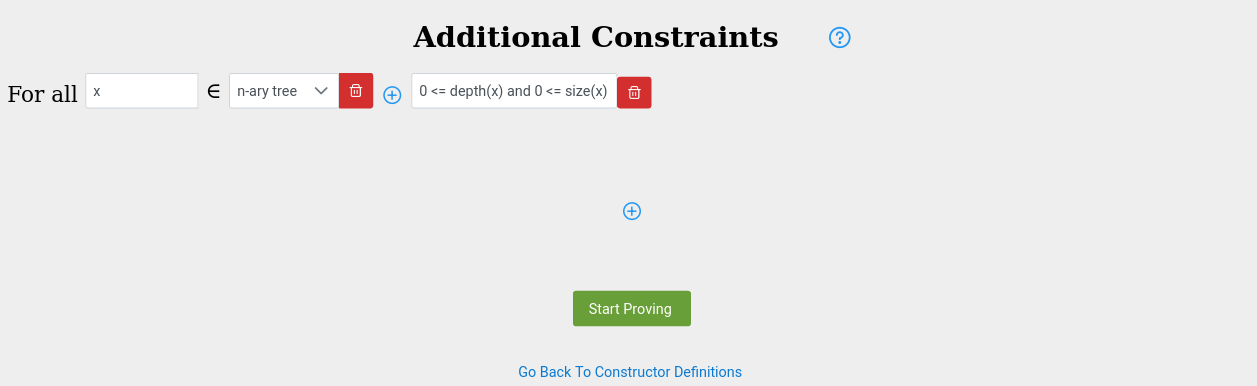 Additional Constraints ?
For all x ∈ n-ary tree 0 <= depth(x) and 0 <= size(x)
Start Proving
Go Back To Constructor Definitions